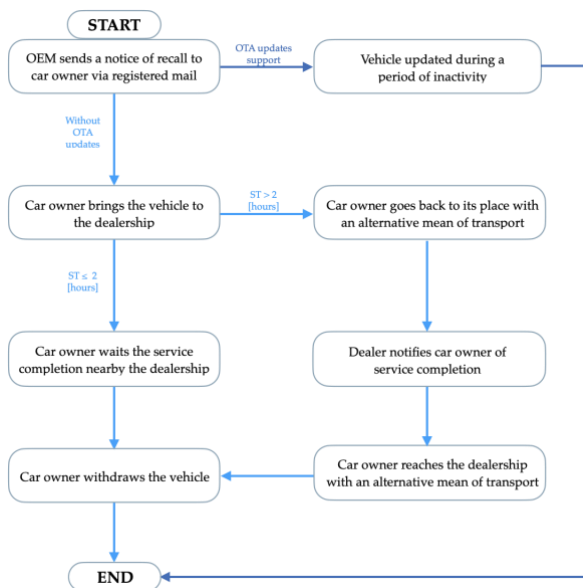 START
OEM sends a notice of recall to
car owner via registered mail
OTA updates
support
Vehicle updated during a
period of inactivity
Without
OTA
updates
Car owner brings the vehicle to
the dealership
ST > 2
[hours]
Car owner goes back to its place with
an alternative mean of transport
ST ≤ 2
[hours]
Car owner waits the service
completion nearby the dealership
Dealer notifies car owner of
service completion
Car owner withdraws the vehicle
Car owner reaches the dealership
with an alternative mean of transport
END